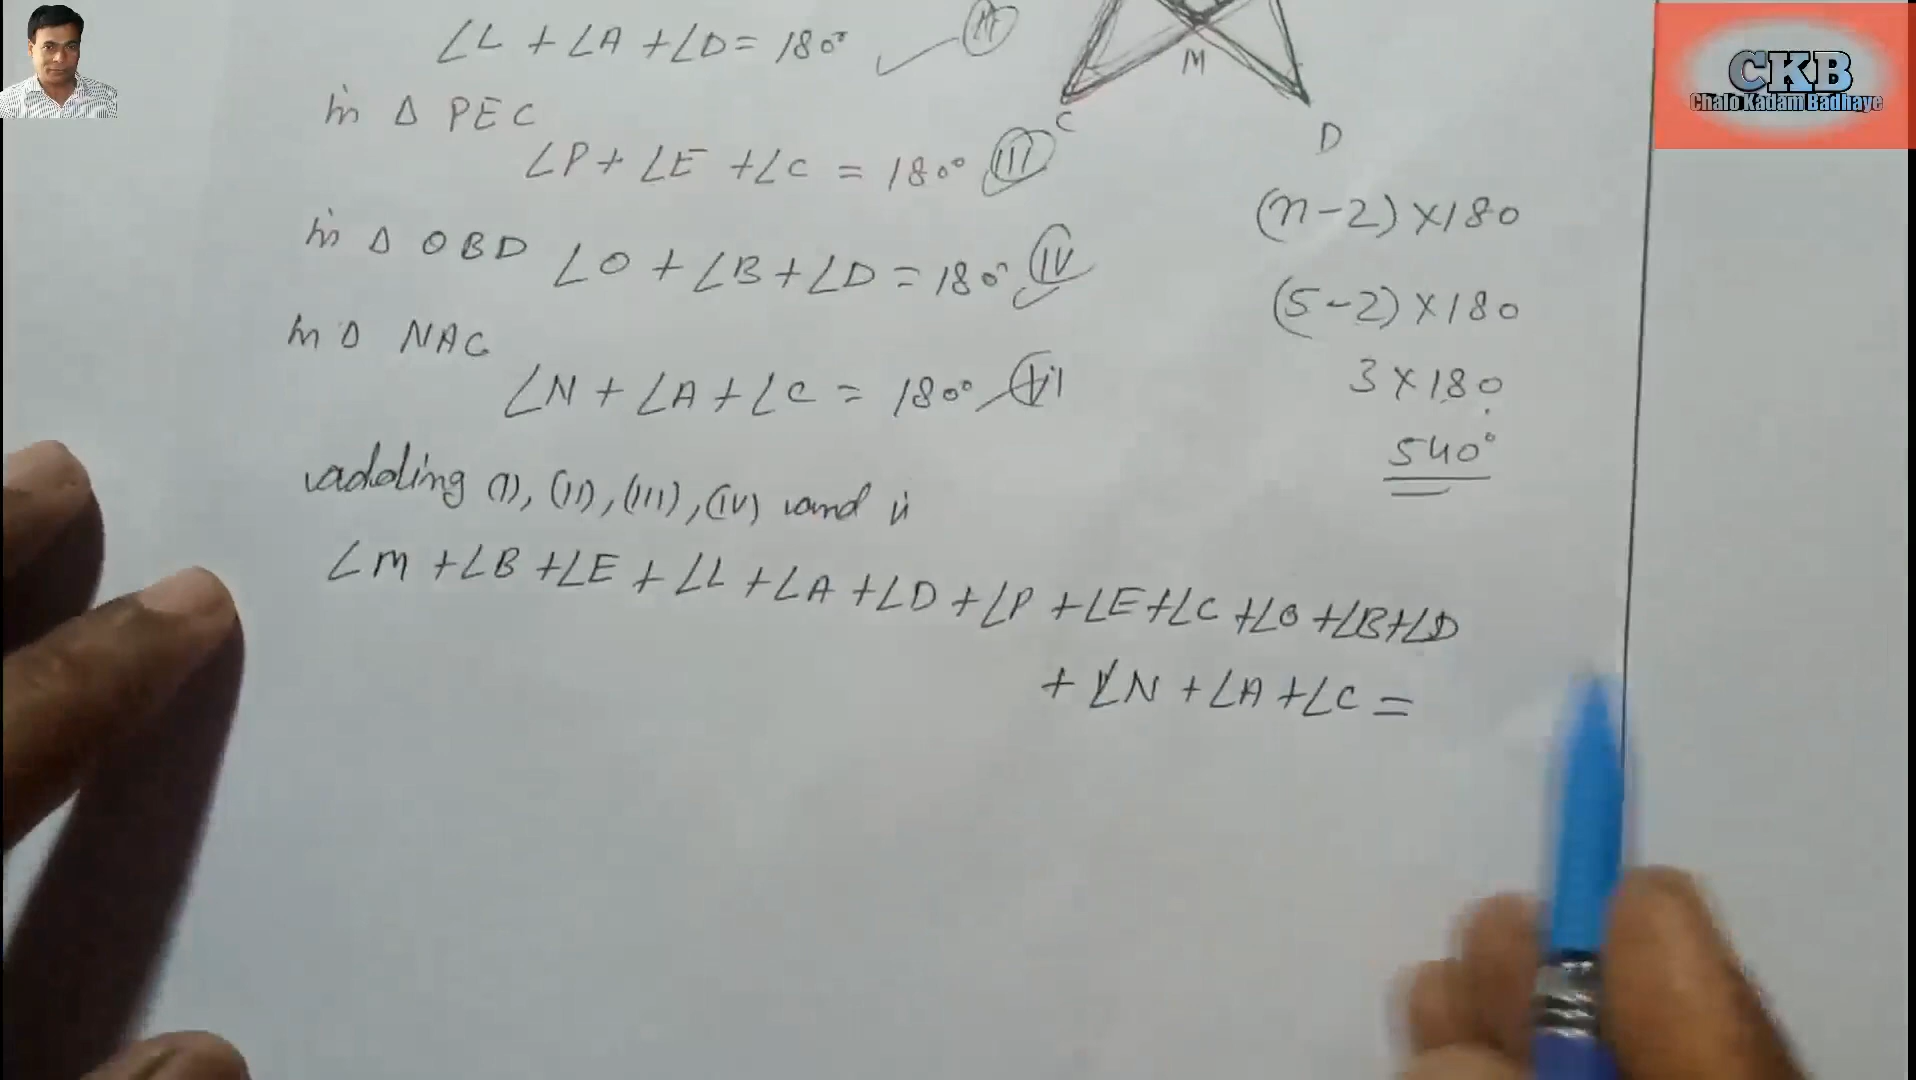 ∠L + ∠A + ∠D = 180° (II)
M
C
D
CKB
Chalo Kadam Badhaye
in Δ PEC
∠P + ∠E + ∠C = 180° (III)
in Δ OBD ∠O + ∠B + ∠D = 180° (IV)
in Δ NAC
∠N + ∠A + ∠C = 180°
(n-2) × 180
(5-2) × 180
3 × 180
540°
adding (I), (II), (III), (IV) and
∠M + ∠B + ∠E + ∠L + ∠A + ∠D + ∠P + ∠E + ∠C + ∠O + ∠B + ∠D
+ ∠N + ∠A + ∠C =